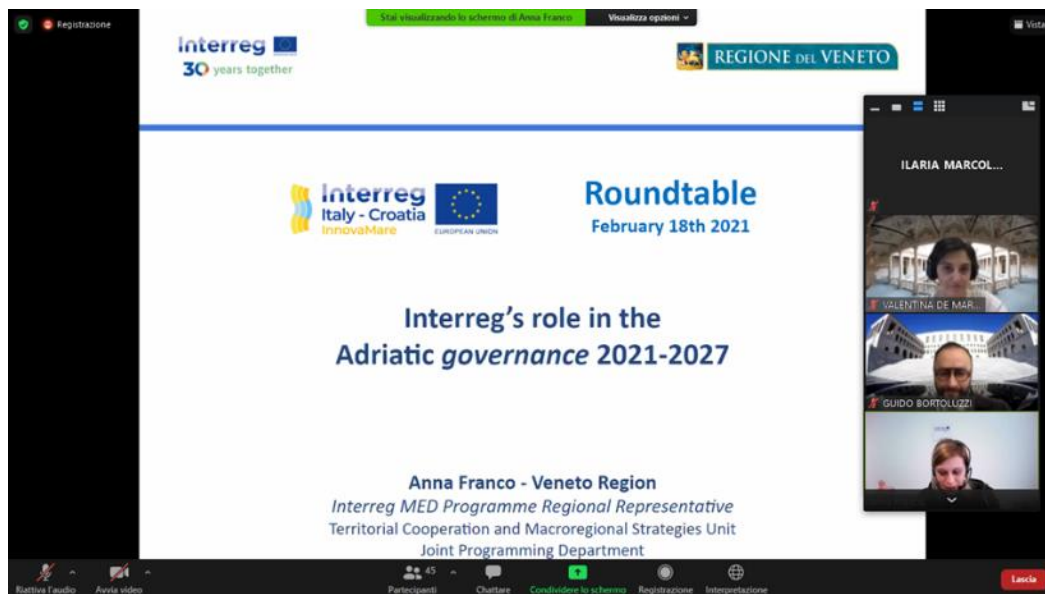 Registrazione
Stai visualizzando lo schermo di Anna Franco
Visualizza opzioni
Vista
Interreg
30 years together
REGIONE DEL VENETO
Interreg
Italy - Croatia
InnovaMare
EUROPEAN UNION
Roundtable
February 18th 2021
Interreg's role in the
Adriatic governance 2021-2027
Anna Franco - Veneto Region
Interreg MED Programme Regional Representative
Territorial Cooperation and Macroregional Strategies Unit
Joint Programming Department
ILARIA MARCOL...
VALENTINA DE MAR...
GUIDO BORTOLUZZI
Riattiva l'audio
Avvia video
45
Partecipanti
Chattare
Condividere lo schermo
Registrazione
Interpretazione
Lascia